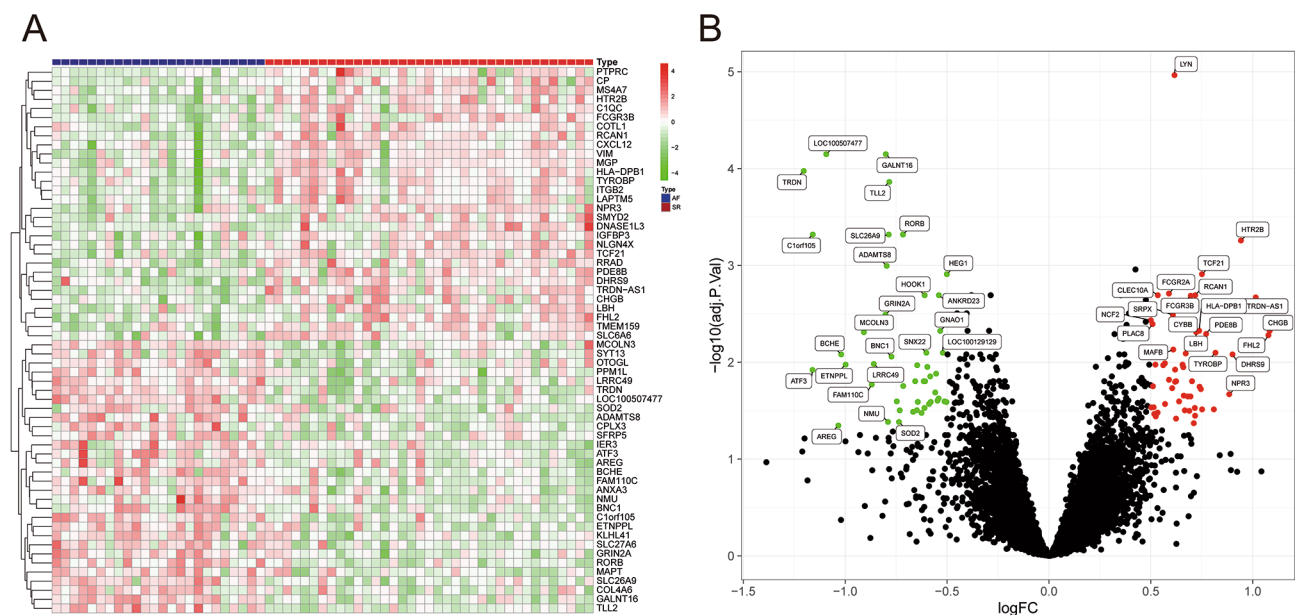 A
Type
PTPRC
CP
MS4A7
HTR2B
C1QC
FCGR3B
COTL1
RCAN1
CXCL12
VIM
MGP
HLA-DPB1
TYROBP
ITGB2
LAPTM5
NPR3
SMYD2
DNASE1L3
IGFBP3
NLGN4X
TCF21
RRAD
PDE8B
DHRS9
TRDN-AS1
CHGB
LBH
FHL2
TMEM159
SLC6A6
MCOLN3
SYT13
OTOGL
PPM1L
LRRC49
TRDN
LOC100507477
SOD2
ADAMTS8
CPLX3
SFRP5
IER3
ATF3
AREG
BCHE
FAM110C
ANXA3
NMU
BNC1
C1orf105
ETNPPL
KLHL41
SLC27A6
GRIN2A
RORB
MAPT
SLC26A9
COL4A6
GALNT16
TLL2
4
2
0
-2
-4
Type
AF
SR
B
-log10(adj.P.Val)
5
4
3
2
1
0
LYN
LOC100507477
GALNT16
TRDN
TLL2
RORB
SLC26A9
C1orf105
HTR2B
ADAMTS8
HEG1
TCF21
HOOK1
CLEC10A
FCGR2A
RCAN1
GRIN2A
ANKRD23
SRPX
FCGR3B
HLA-DPB1
TRDN-AS1
NCF2
MCOLN3
GNAO1
CYBB
PDE8B
CHGB
PLAC8
BCHE
BNC1
SNX22
LOC100129129
LBH
FHL2
MAFB
TYROBP
DHRS9
ATF3
ETNPPL
LRRC49
NPR3
FAM110C
NMU
AREG
SOD2
-1.5
-1.0
-0.5
0.0
0.5
1.0
logFC